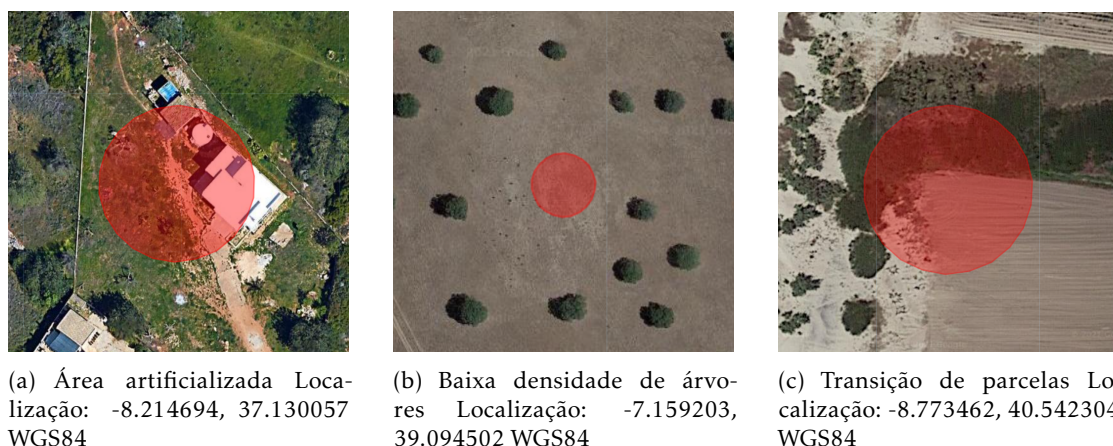 (a) Área artificializada Loca-
lização: -8.214694, 37.130057
WGS84
(b) Baixa densidade de árvo-
res Localização: -7.159203,
39.094502 WGS84
(c) Transição de parcelas Lo-
calização: -8.773462, 40.542304
WGS84